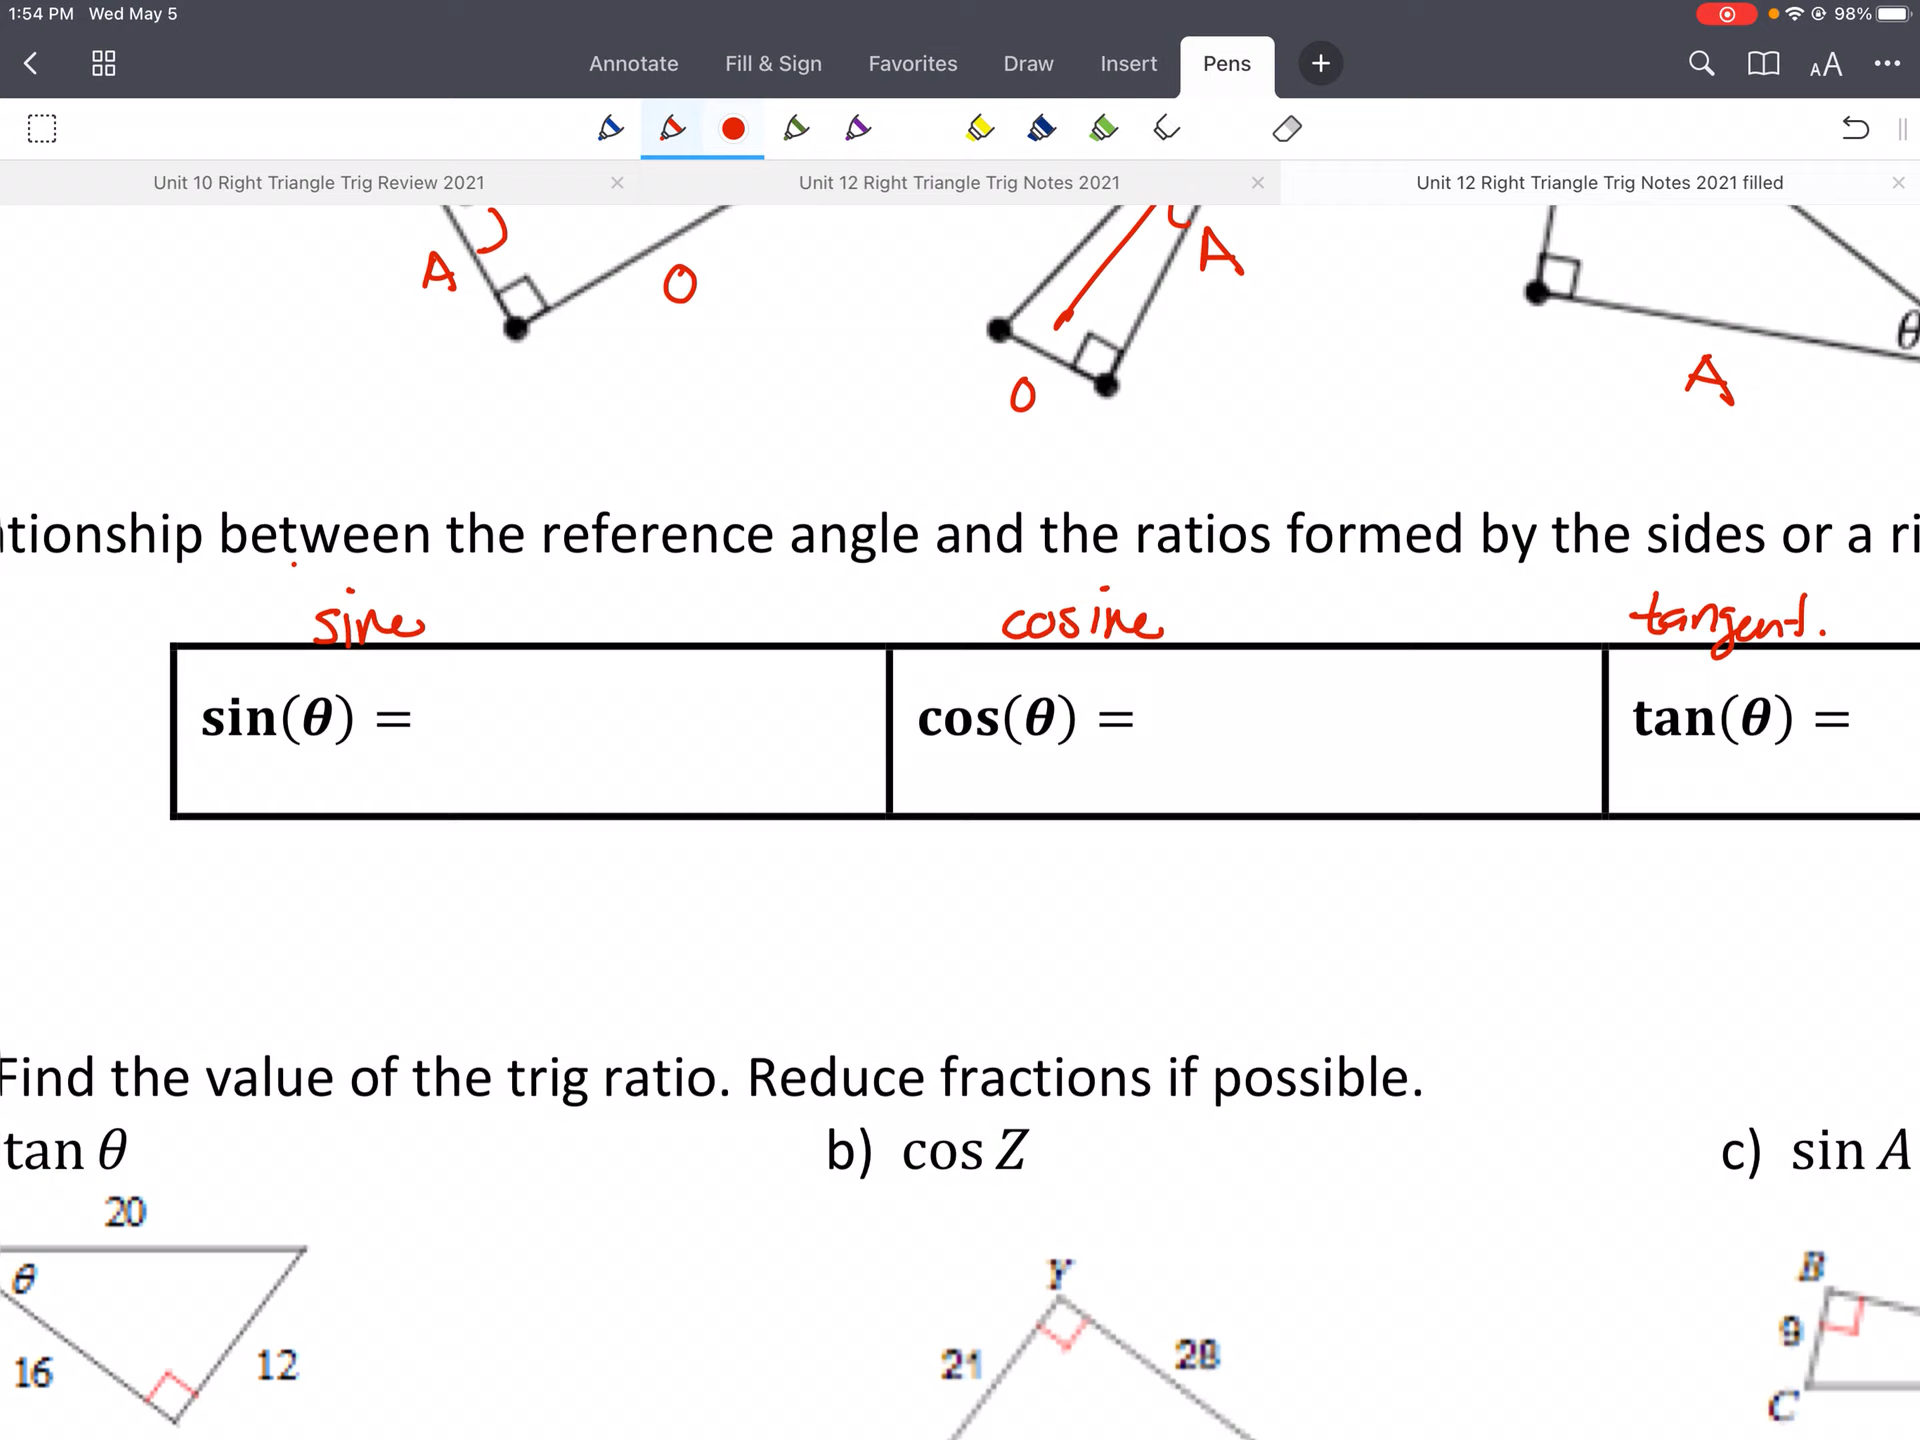 1:54 PM Wed May 5 98%
Annotate Fill & Sign Favorites Draw Insert Pens
AA
Unit 10 Right Triangle Trig Review 2021 Unit 12 Right Triangle Trig Notes 2021 Unit 12 Right Triangle Trig Notes 2021 filled
A O O A A θ
tionship between the reference angle and the ratios formed by the sides or a ri
sine cosine tangent.
sin(θ) = cos(θ) = tan(θ) =
Find the value of the trig ratio. Reduce fractions if possible.
tan θ b) cos Z c) sin A
20
θ Y B
16 12 21 28 9
C